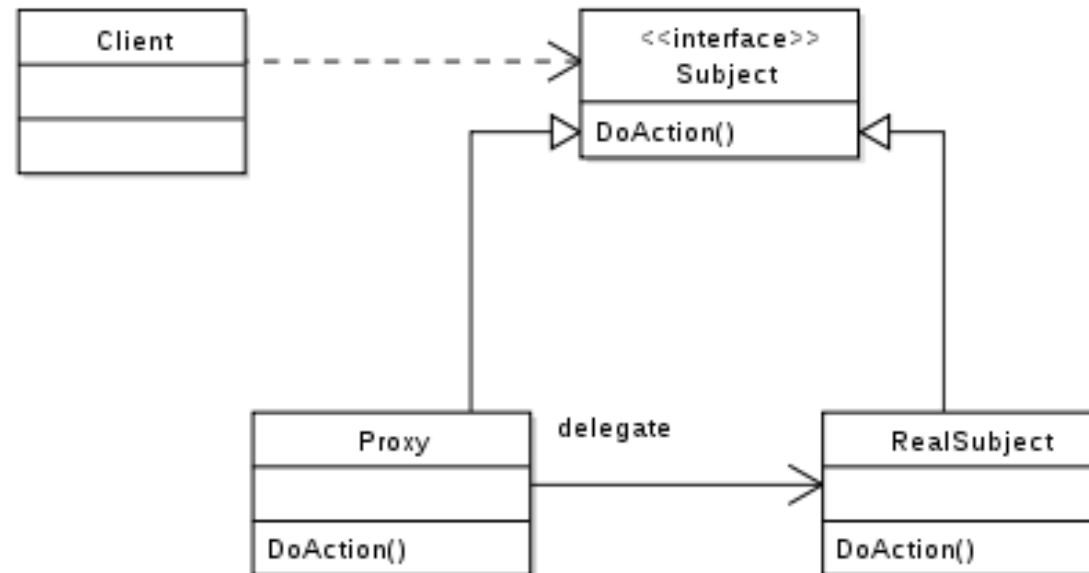 Client
<<interface>>
Subject
DoAction()
Proxy
delegate
RealSubject
DoAction()
DoAction()